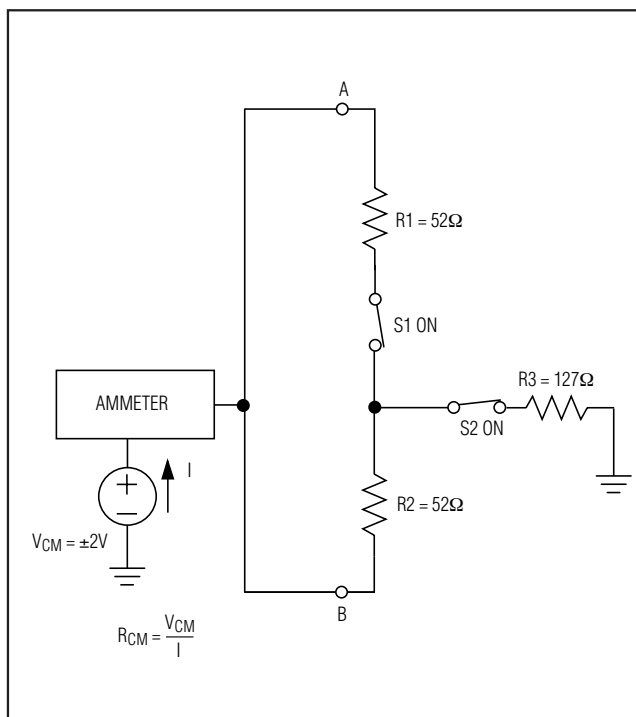 A
R1 = 52Ω
S1 ON
R3 = 127Ω
AMMETER
S2 ON
I
+
−
R2 = 52Ω
VCM = ±2V
B
RCM = VCM
I